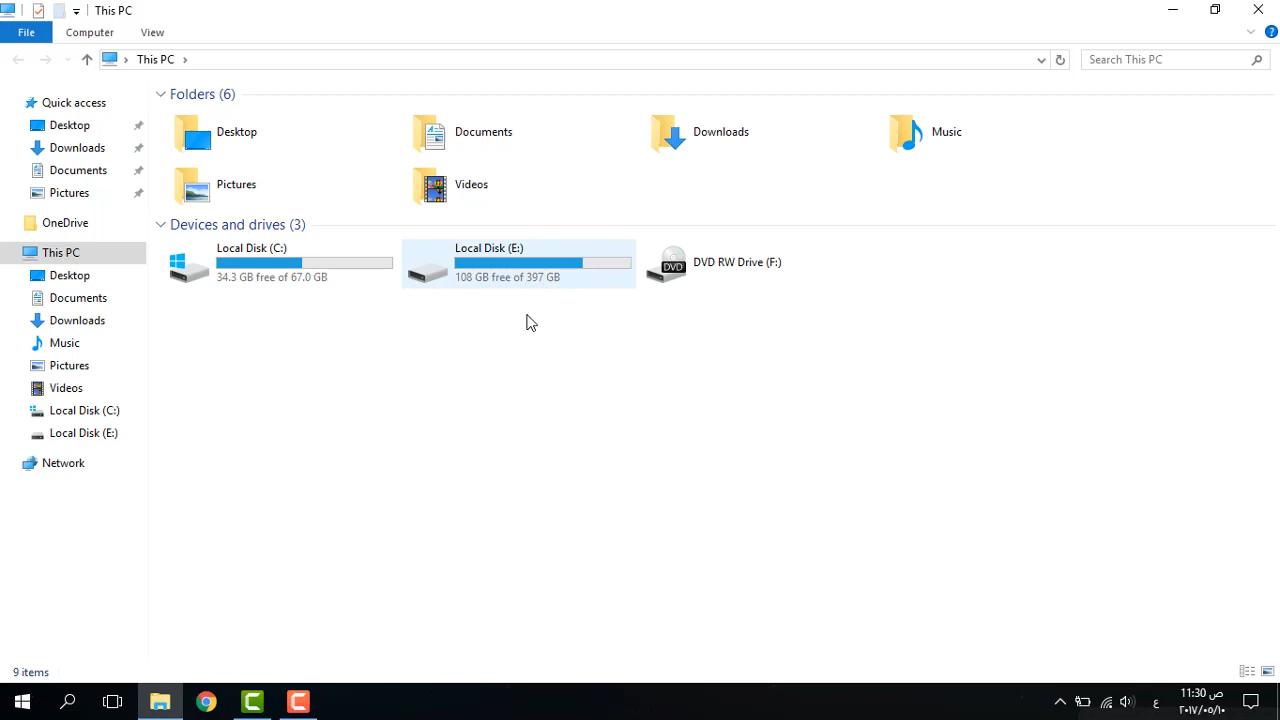 This PC
File
Computer
View
This PC
Search This PC
Quick access
Desktop
Downloads
Documents
Pictures
OneDrive
This PC
Desktop
Documents
Downloads
Music
Pictures
Videos
Local Disk (C:)
Local Disk (E:)
Network
Folders (6)
Desktop
Documents
Downloads
Music
Pictures
Videos
Devices and drives (3)
Local Disk (C:)
34.3 GB free of 67.0 GB
Local Disk (E:)
108 GB free of 397 GB
DVD
DVD RW Drive (F:)
9 items
ع
11:30 ص
٢٠١٧/٠٥/١٠